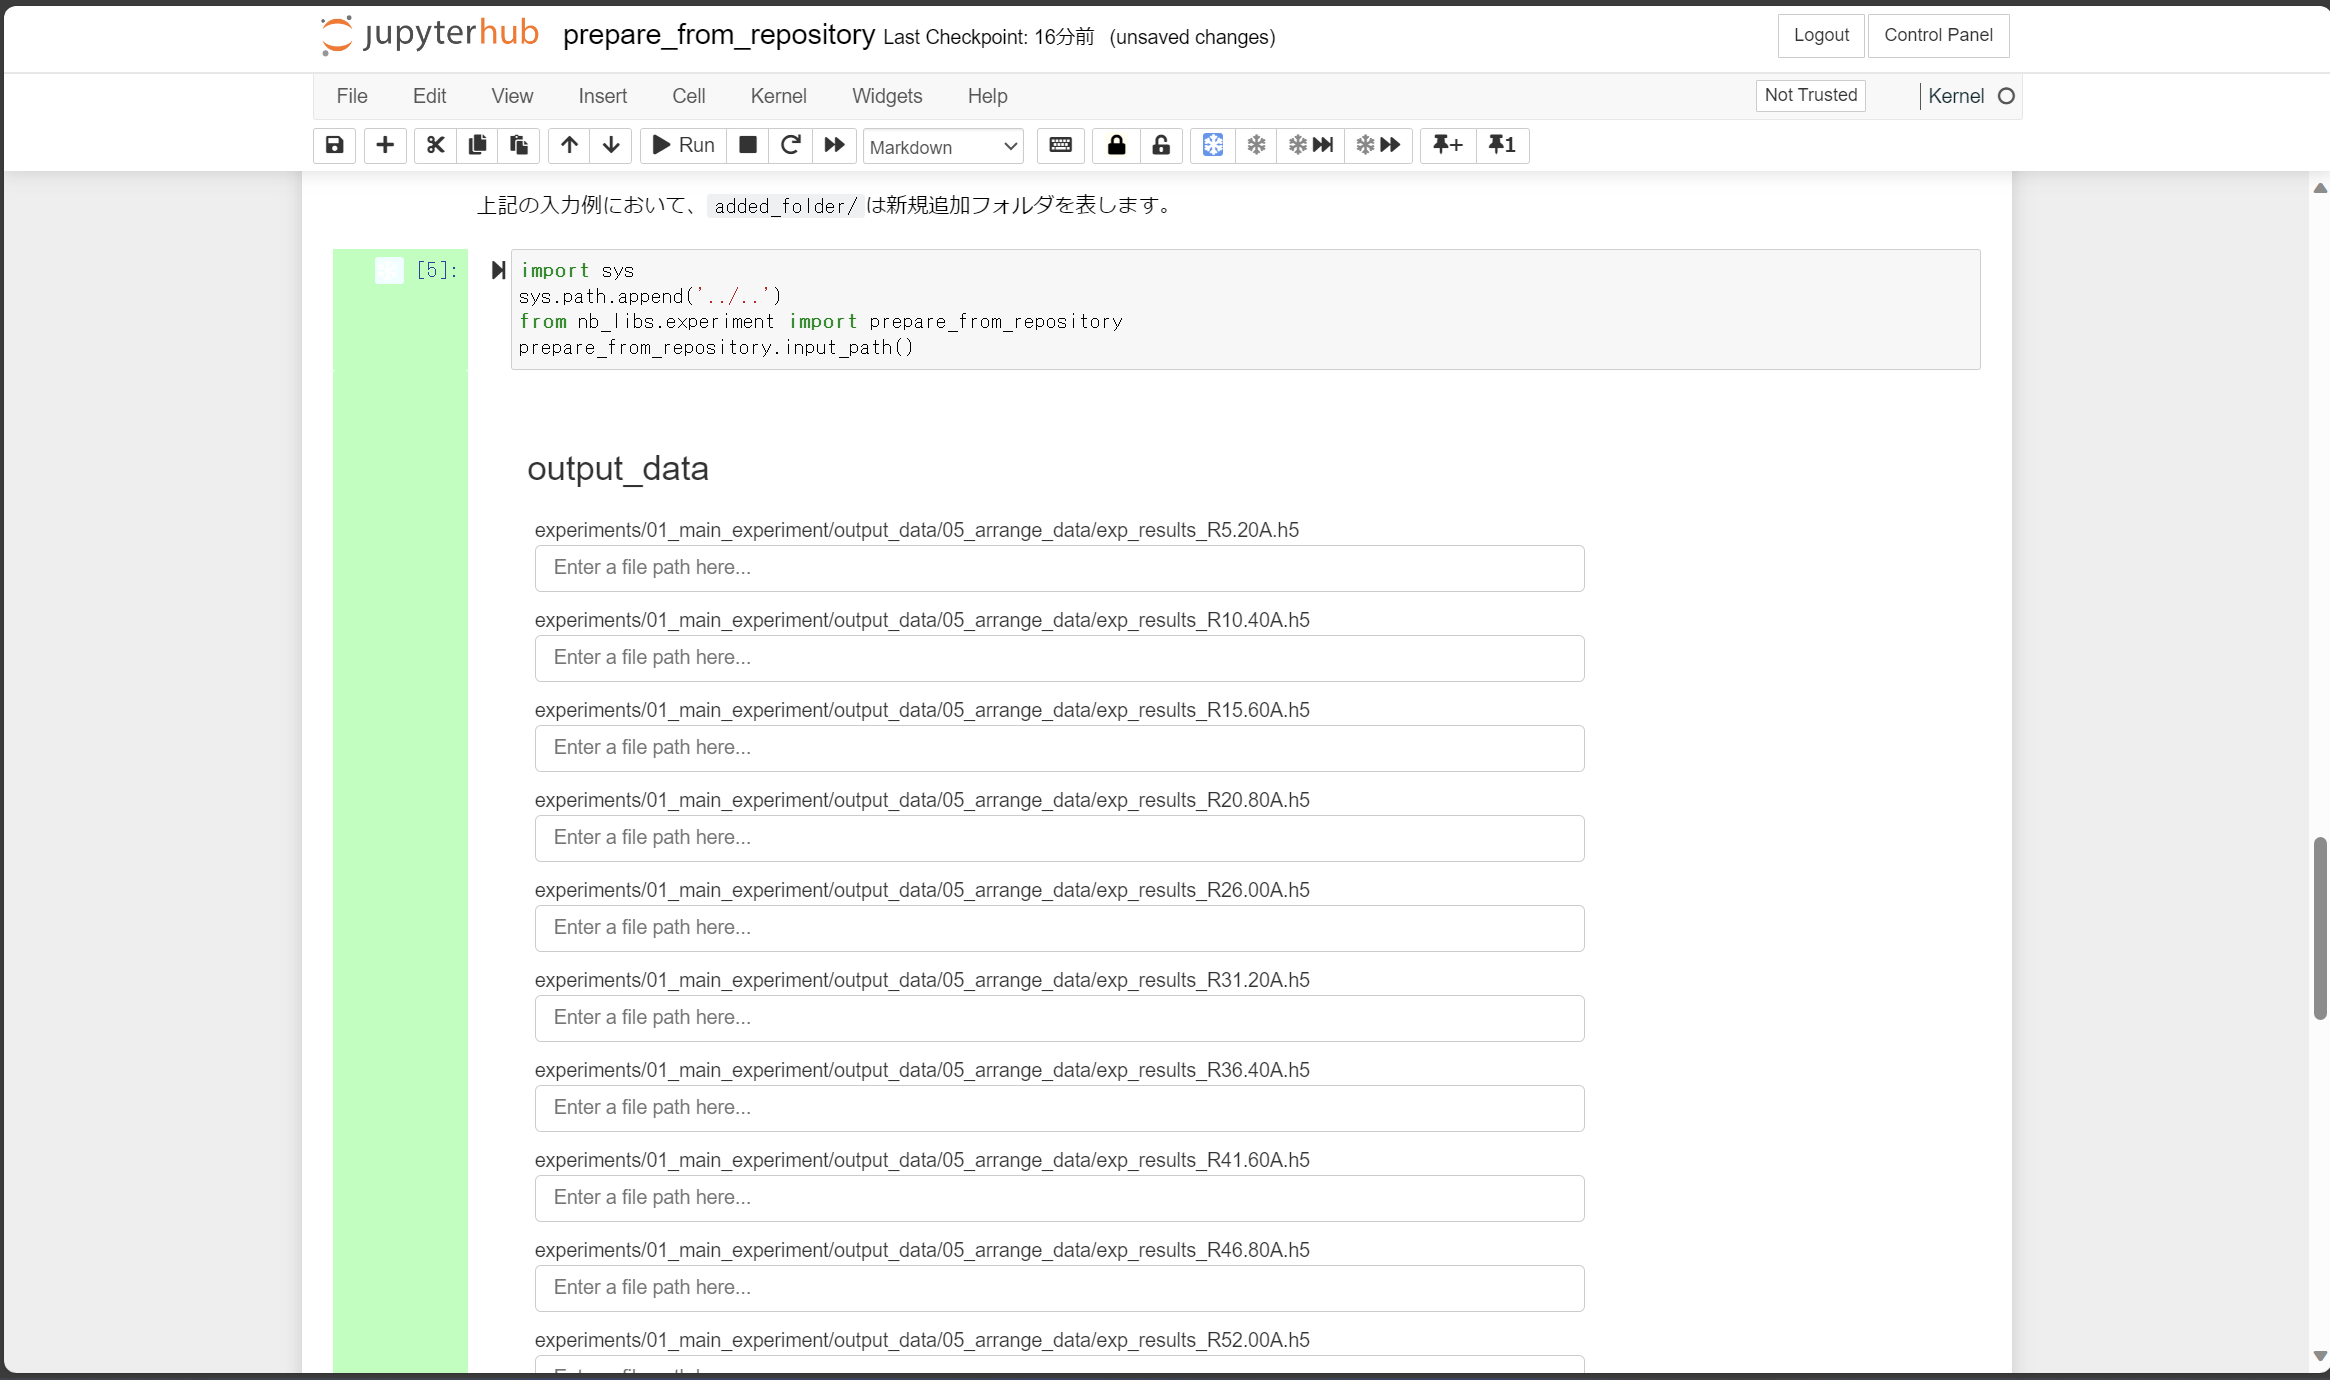 jupyterhub prepare_from_repository Last Checkpoint: 16分前 (unsaved changes) Logout Control Panel
File Edit View Insert Cell Kernel Widgets Help Not Trusted Kernel
Run Markdown + 1
上記の入力例において、 added_folder/ は新規追加フォルダを表します。
[5]: import sys
sys.path.append('../..')
from nb_libs.experiment import prepare_from_repository
prepare_from_repository.input_path()
output_data
experiments/01_main_experiment/output_data/05_arrange_data/exp_results_R5.20A.h5
Enter a file path here...
experiments/01_main_experiment/output_data/05_arrange_data/exp_results_R10.40A.h5
Enter a file path here...
experiments/01_main_experiment/output_data/05_arrange_data/exp_results_R15.60A.h5
Enter a file path here...
experiments/01_main_experiment/output_data/05_arrange_data/exp_results_R20.80A.h5
Enter a file path here...
experiments/01_main_experiment/output_data/05_arrange_data/exp_results_R26.00A.h5
Enter a file path here...
experiments/01_main_experiment/output_data/05_arrange_data/exp_results_R31.20A.h5
Enter a file path here...
experiments/01_main_experiment/output_data/05_arrange_data/exp_results_R36.40A.h5
Enter a file path here...
experiments/01_main_experiment/output_data/05_arrange_data/exp_results_R41.60A.h5
Enter a file path here...
experiments/01_main_experiment/output_data/05_arrange_data/exp_results_R46.80A.h5
Enter a file path here...
experiments/01_main_experiment/output_data/05_arrange_data/exp_results_R52.00A.h5